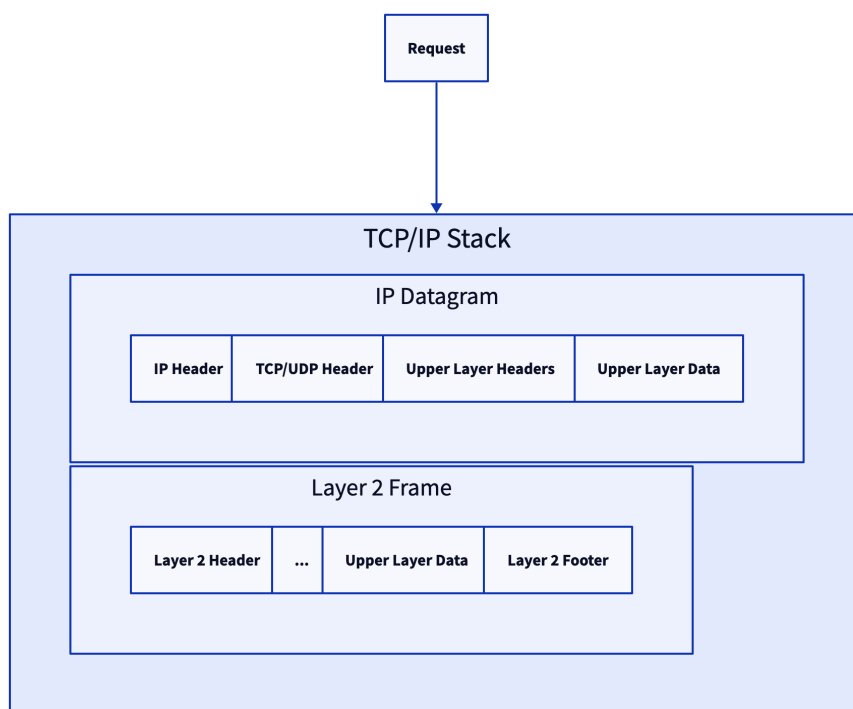 Request
TCP/IP Stack
IP Datagram
IP Header TCP/UDP Header Upper Layer Headers Upper Layer Data
Layer 2 Frame
Layer 2 Header ... Upper Layer Data Layer 2 Footer